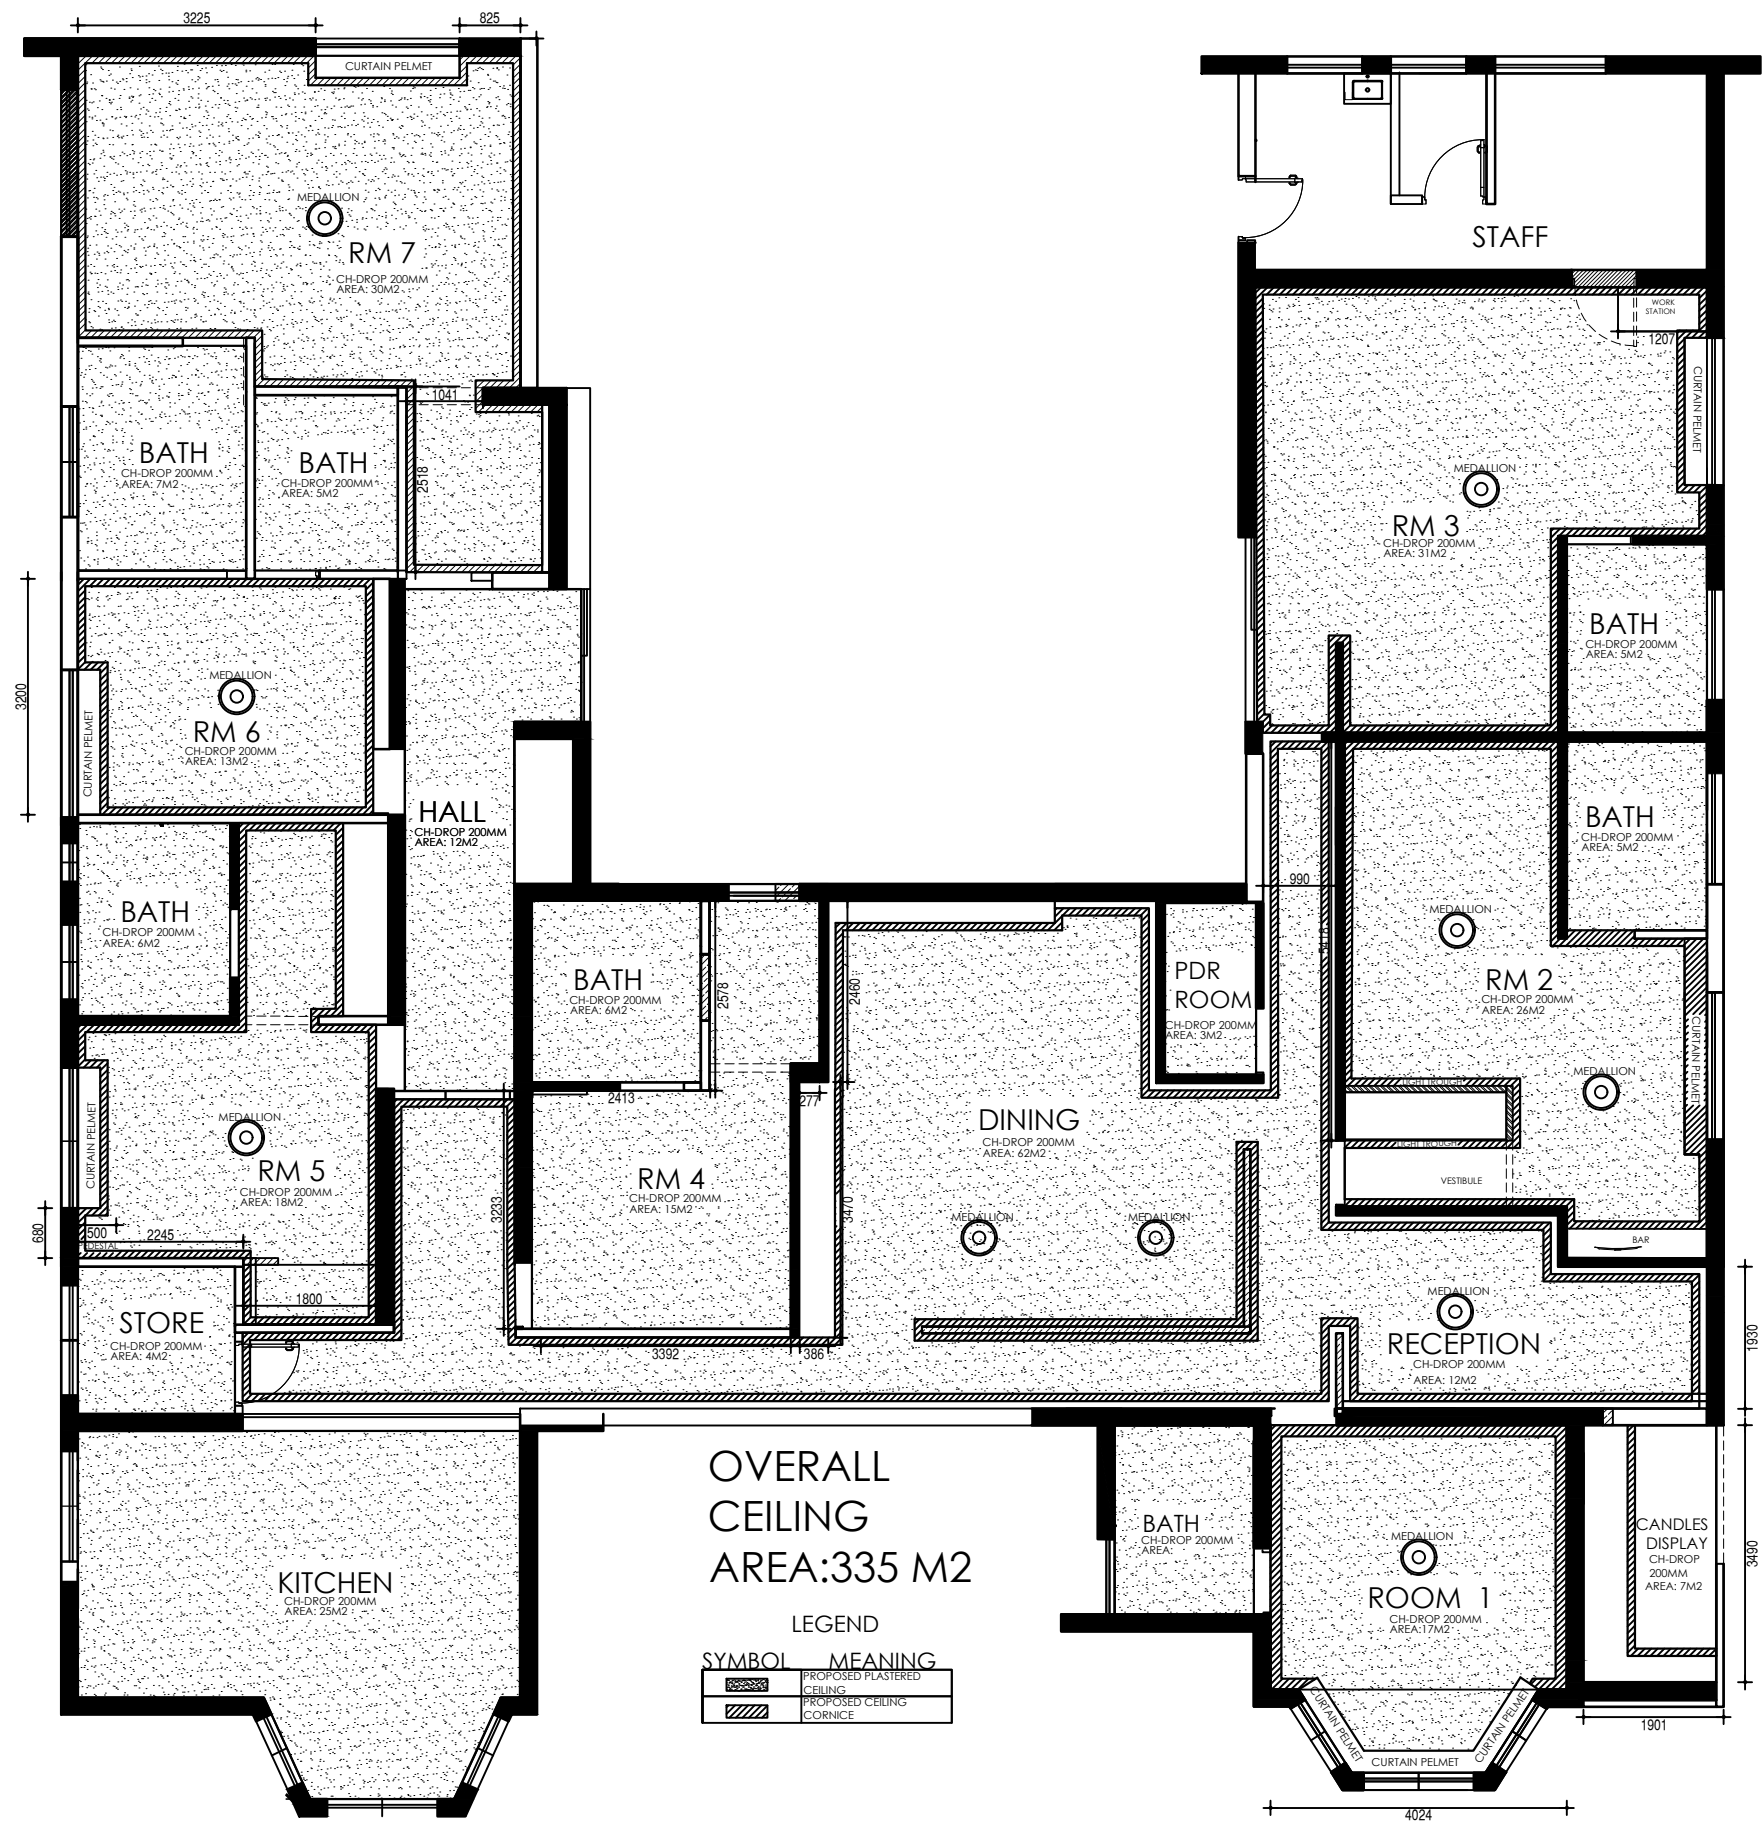 3225
825
CURTAIN PELMET
MEDALLION
RM 7
CH-DROP 200MM
AREA: 30M2
STAFF
WORK
STATION
1207
CURTAIN PELMET
1041
BATH
CH-DROP 200MM
AREA: 7M2
BATH
CH-DROP 200MM
AREA: 5M2
2518
MEDALLION
RM 3
CH-DROP 200MM
AREA: 31M2
BATH
CH-DROP 200MM
AREA: 5M2
3200
MEDALLION
RM 6
CH-DROP 200MM
AREA: 13M2
CURTAIN PELMET
HALL
CH-DROP 200MM
AREA: 12M2
BATH
CH-DROP 200MM
AREA: 5M2
990
BATH
CH-DROP 200MM
AREA: 6M2
MEDALLION
BATH
CH-DROP 200MM
AREA: 6M2
2578
2460
PDR
ROOM
CH-DROP 200MM
AREA: 3M2
RM 2
CH-DROP 200MM
AREA: 26M2
CURTAIN PELMET
MEDALLION
LIGHT TROUGH
LIGHT TROUGH
VESTIBULE
BAR
2413
277
DINING
CH-DROP 200MM
AREA: 62M2
MEDALLION
RM 5
CH-DROP 200MM
AREA: 18M2
CURTAIN PELMET
680
500
2245
1800
3233
RM 4
CH-DROP 200MM
AREA: 15M2
3470
MEDALLION
MEDALLION
MEDALLION
RECEPTION
CH-DROP 200MM
AREA: 12M2
1930
STORE
CH-DROP 200MM
AREA: 4M2
3392
386
OVERALL
CEILING
AREA:335 M2
BATH
CH-DROP 200MM
AREA:
MEDALLION
ROOM 1
CH-DROP 200MM
AREA:17M2
CANDLES
DISPLAY
CH-DROP
200MM
AREA: 7M2
3490
KITCHEN
CH-DROP 200MM
AREA: 25M2
LEGEND
SYMBOL MEANING
PROPOSED PLASTERED
CEILING
PROPOSED CEILING
CORNICE
CURTAIN PELMET
CURTAIN PELMET
CURTAIN PELMET
1901
4024